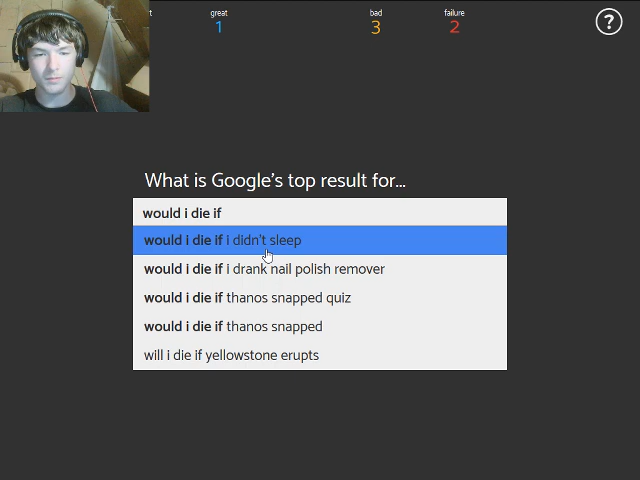 t great bad failure
1 3 2
?
What is Google's top result for...
would i die if
would i die if i didn't sleep
would i die if i drank nail polish remover
would i die if thanos snapped quiz
would i die if thanos snapped
will i die if yellowstone erupts